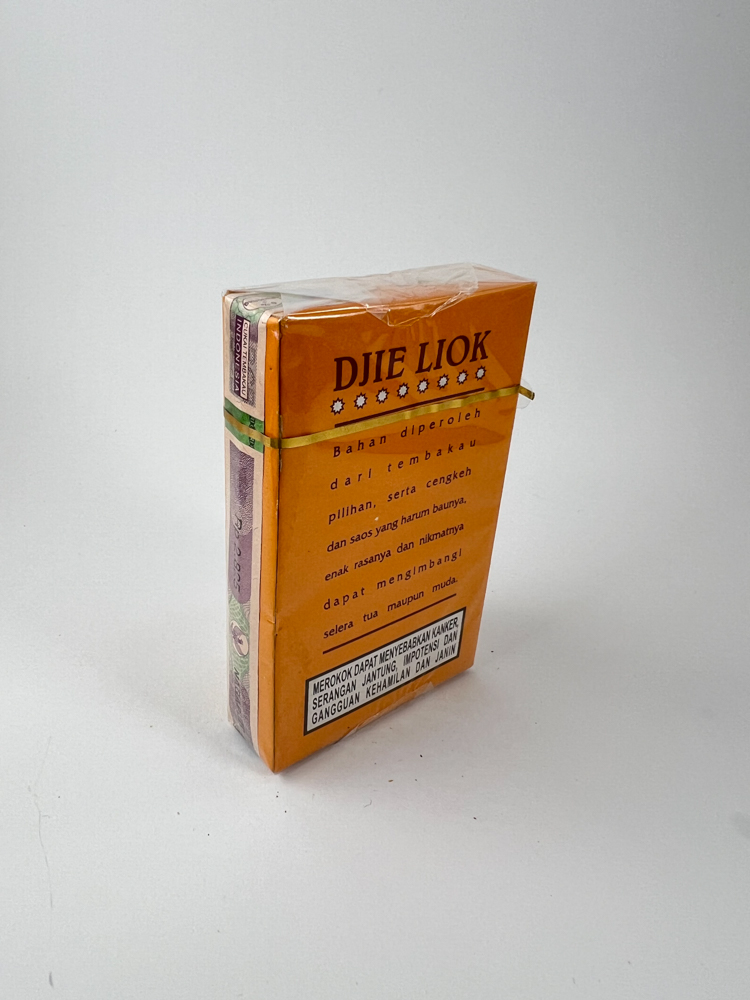 DJIE LIOK
Bahan diperoleh
dari tembakau
pilihan, serta cengkeh
dan saos yang harum baunya,
enak rasanya dan nikmatnya
dapat mengimbangi
selera tua maupun muda.
MEROKOK DAPAT MENYEBABKAN KANKER,
SERANGAN JANTUNG, IMPOTENSI DAN
GANGGUAN KEHAMILAN DAN JANIN
CUKAI TEMBAKAU
INDONESIA